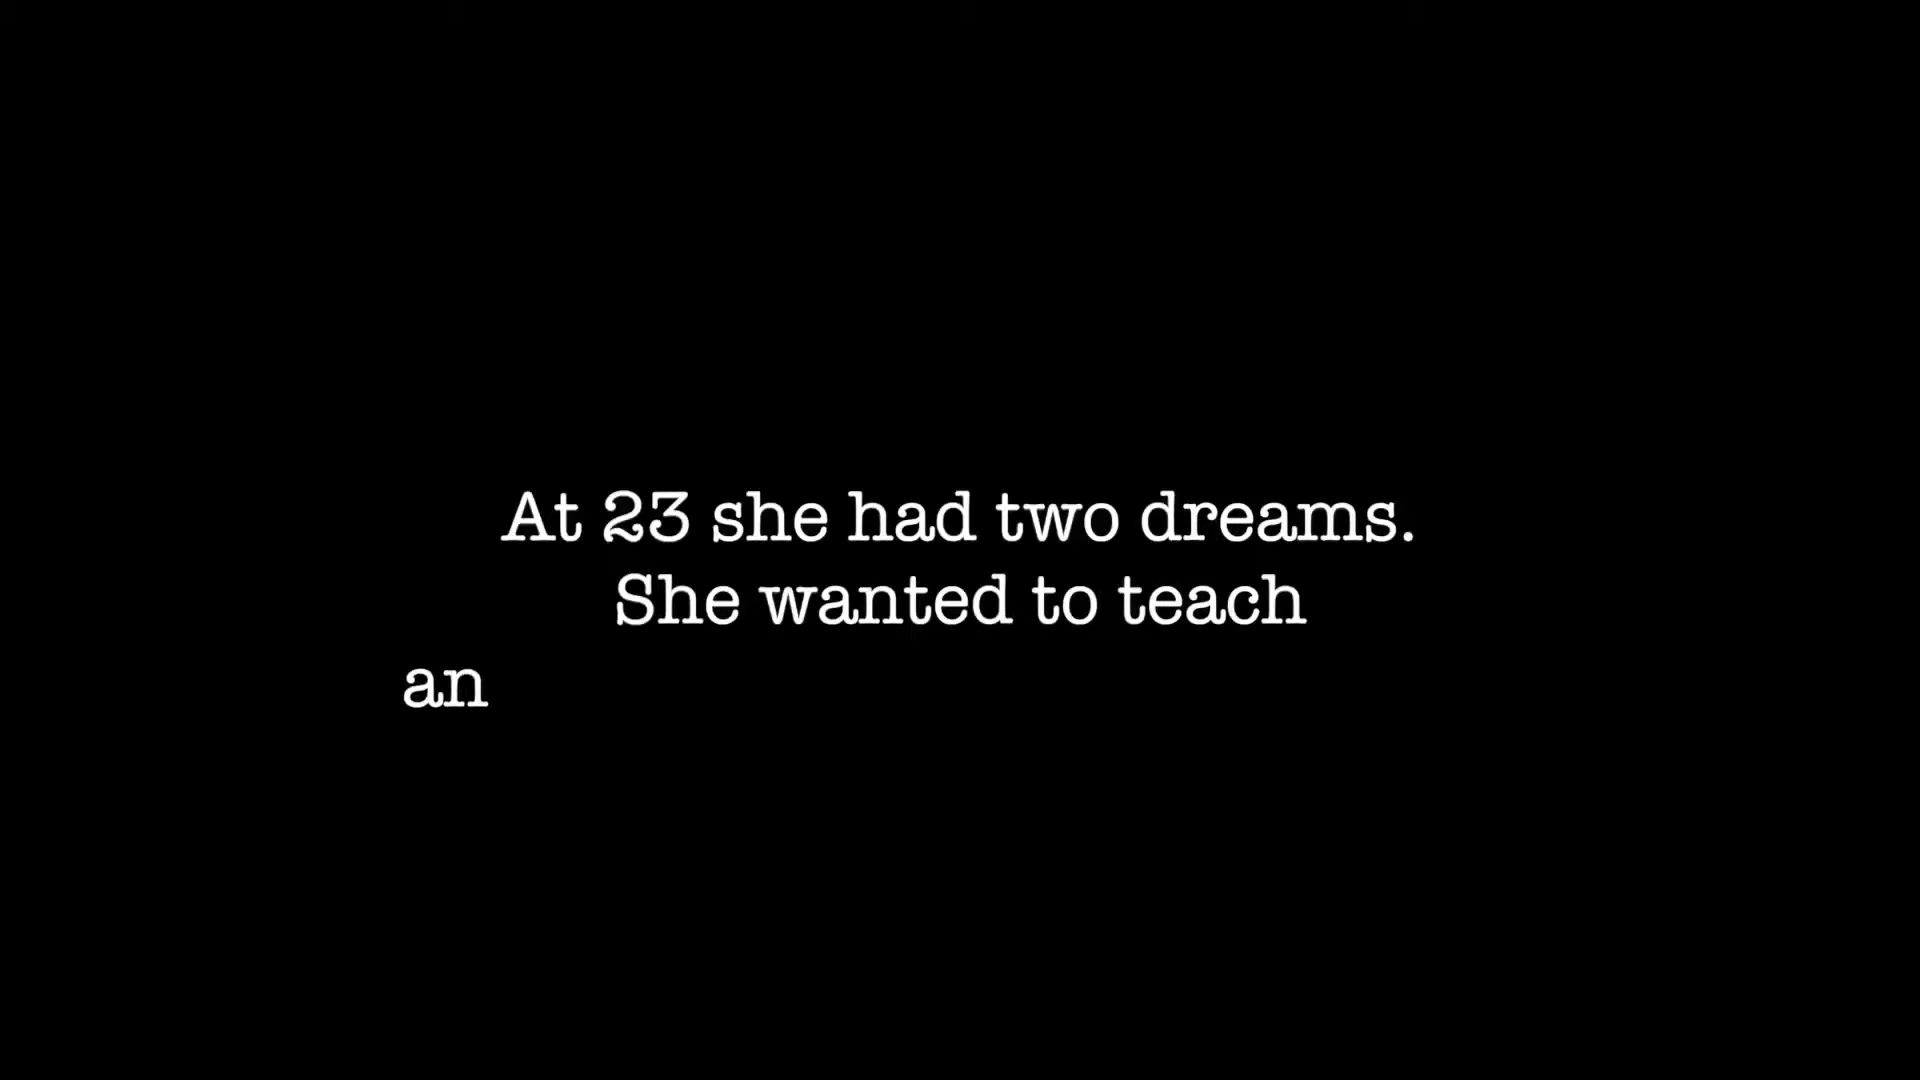 At 23 she had two dreams.
She wanted to teach
an